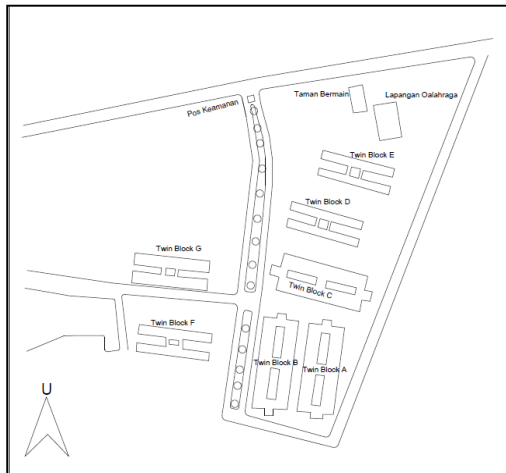 Taman Bermain
Lapangan Oalahraga
Pos Keamanan
Twin Block E
Twin Block D
Twin Block G
Twin Block C
Twin Block F
Twin Block B
Twin Block A
U